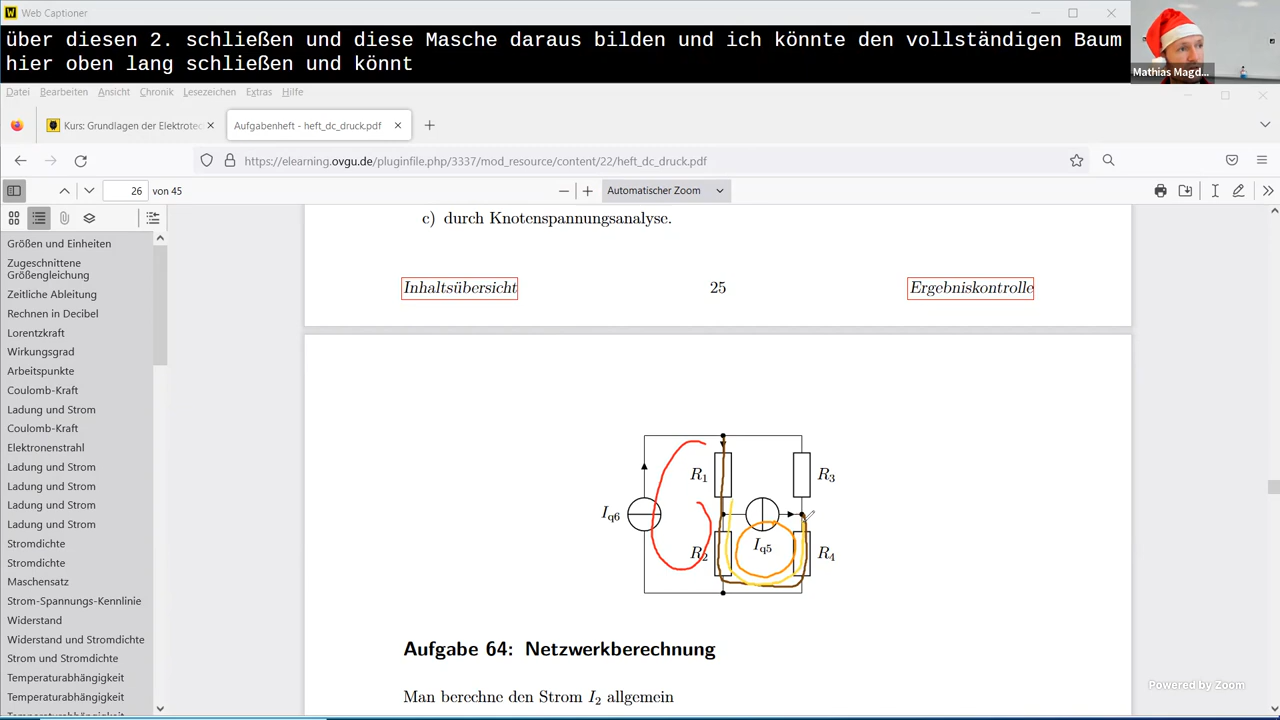 Web Captioner
über diesen 2. schließen und diese Masche daraus bilden und ich könnte den vollständigen Baum
hier oben lang schließen und könnt
Mathias Magd...
Datei Bearbeiten Ansicht Chronik Lesezeichen Extras Hilfe
Kurs: Grundlagen der Elektrotec
Aufgabenheft - heft_dc_druck.pdf
https://elearning.ovgu.de/pluginfile.php/3337/mod_resource/content/22/heft_dc_druck.pdf
26 von 45
Automatischer Zoom
Größen und Einheiten
Zugeschnittene
Größengleichung
Zeitliche Ableitung
Rechnen in Decibel
Lorentzkraft
Wirkungsgrad
Arbeitspunkte
Coulomb-Kraft
Ladung und Strom
Coulomb-Kraft
Elektronenstrahl
Ladung und Strom
Ladung und Strom
Ladung und Strom
Ladung und Strom
Stromdichte
Stromdichte
Maschensatz
Strom-Spannungs-Kennlinie
Widerstand
Widerstand und Stromdichte
Strom und Stromdichte
Temperaturabhängigkeit
Temperaturabhängigkeit
c) durch Knotenspannungsanalyse.
Inhaltsübersicht 25 Ergebniskontrolle
R1 R3
Iq6
R2 Iq5 R4
Aufgabe 64: Netzwerkberechnung
Man berechne den Strom I2 allgemein
Powered by Zoom